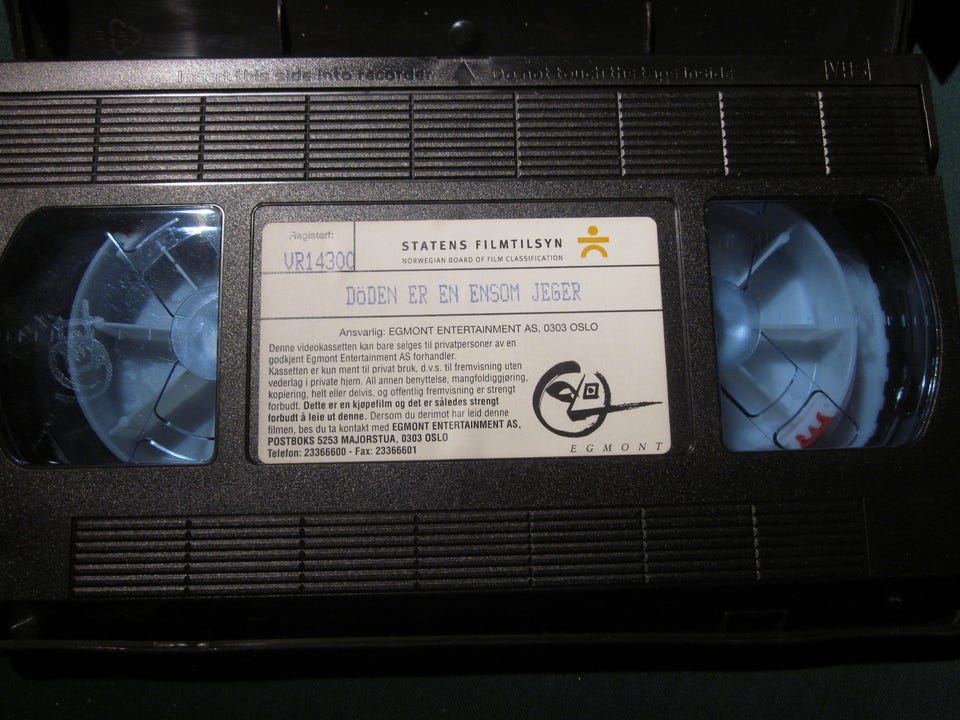 Insert this side into recorder
Do not touch the tape inside
VHS
Registert:
VR14300
STATENS FILMTILSYN
NORWEGIAN BOARD OF FILM CLASSIFICATION
DöDEN ER EN ENSOM JEGER
Ansvarlig: EGMONT ENTERTAINMENT AS, 0303 OSLO
Denne videokassetten kan bare selges til privatpersoner av en
godkjent Egmont Entertainment AS forhandler.
Kassetten er kun ment til privat bruk, d.v.s. til fremvisning uten
vederlag i private hjem. All annen benyttelse, mangfoldiggjøring,
kopiering, helt eller delvis, og offentlig fremvisning er strengt
forbudt. Dette er en kjøpefilm og det er således strengt
forbudt å leie ut denne. Dersom du derimot har leid denne
filmen, bes du ta kontakt med EGMONT ENTERTAINMENT AS,
POSTBOKS 5253 MAJORSTUA, 0303 OSLO
Telefon: 23366600 - Fax: 23366601
EGMONT